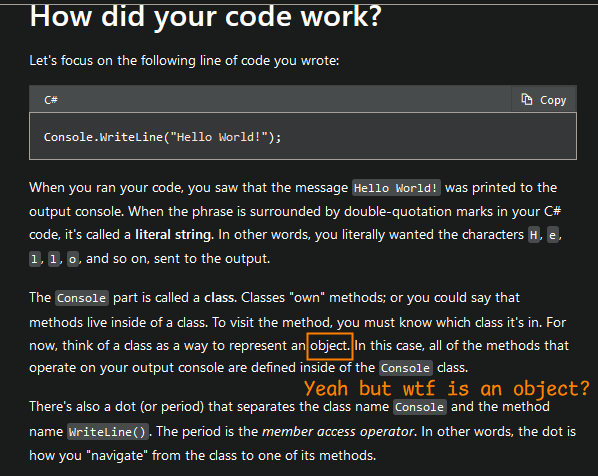 How did your code work?
Let's focus on the following line of code you wrote:
C#
Copy
Console.WriteLine("Hello World!");
When you ran your code, you saw that the message Hello World! was printed to the
output console. When the phrase is surrounded by double-quotation marks in your C#
code, it's called a literal string. In other words, you literally wanted the characters H, e,
l, l, o, and so on, sent to the output.
The Console part is called a class. Classes "own" methods; or you could say that
methods live inside of a class. To visit the method, you must know which class it's in. For
now, think of a class as a way to represent an object. In this case, all of the methods that
operate on your output console are defined inside of the Console class.
Yeah but wtf is an object?
There's also a dot (or period) that separates the class name Console and the method
name WriteLine(). The period is the member access operator. In other words, the dot is
how you "navigate" from the class to one of its methods.